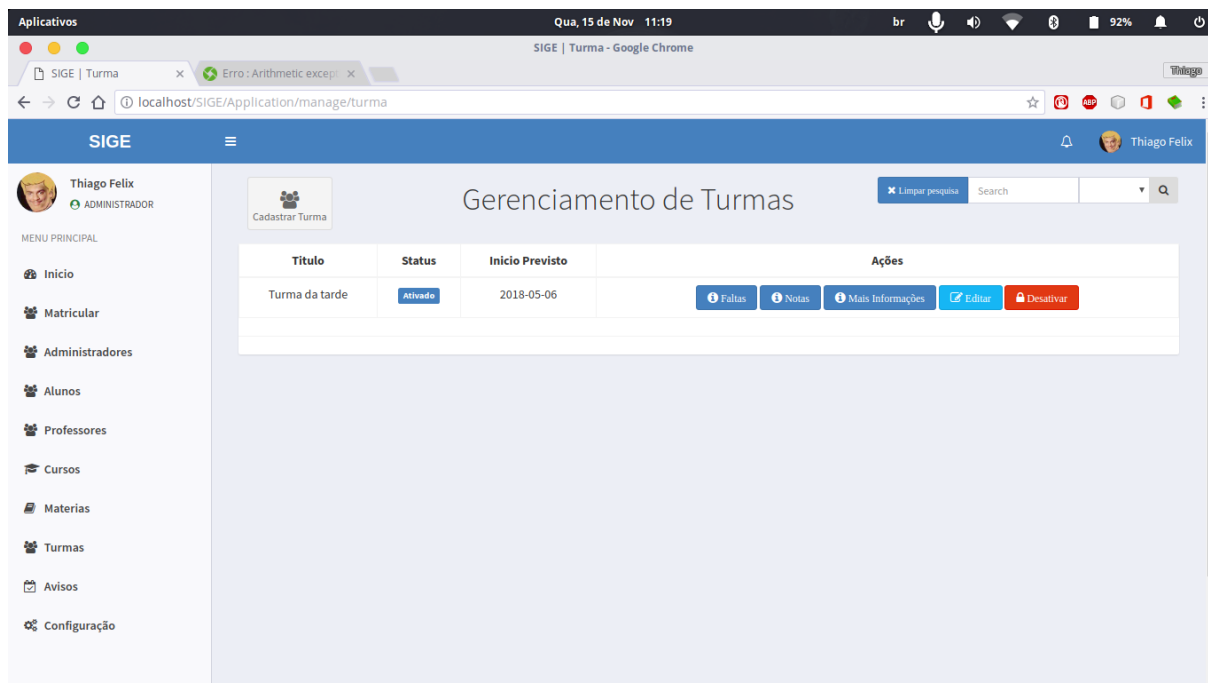 Aplicativos Qua, 15 de Nov 11:19 br 92%
SIGE | Turma - Google Chrome
SIGE | Turma Erro : Arithmetic except Thiago
localhost/SIGE/Application/manage/turma ABP
SIGE Thiago Felix
Thiago Felix
ADMINISTRADOR
MENU PRINCIPAL
Inicio
Matricular
Administradores
Alunos
Professores
Cursos
Materias
Turmas
Avisos
Configuração
Cadastrar Turma
Gerenciamento de Turmas
Limpar pesquisa Search
Titulo Status Inicio Previsto Ações
Turma da tarde Ativado 2018-05-06 Faltas Notas Mais Informações Editar Desativar